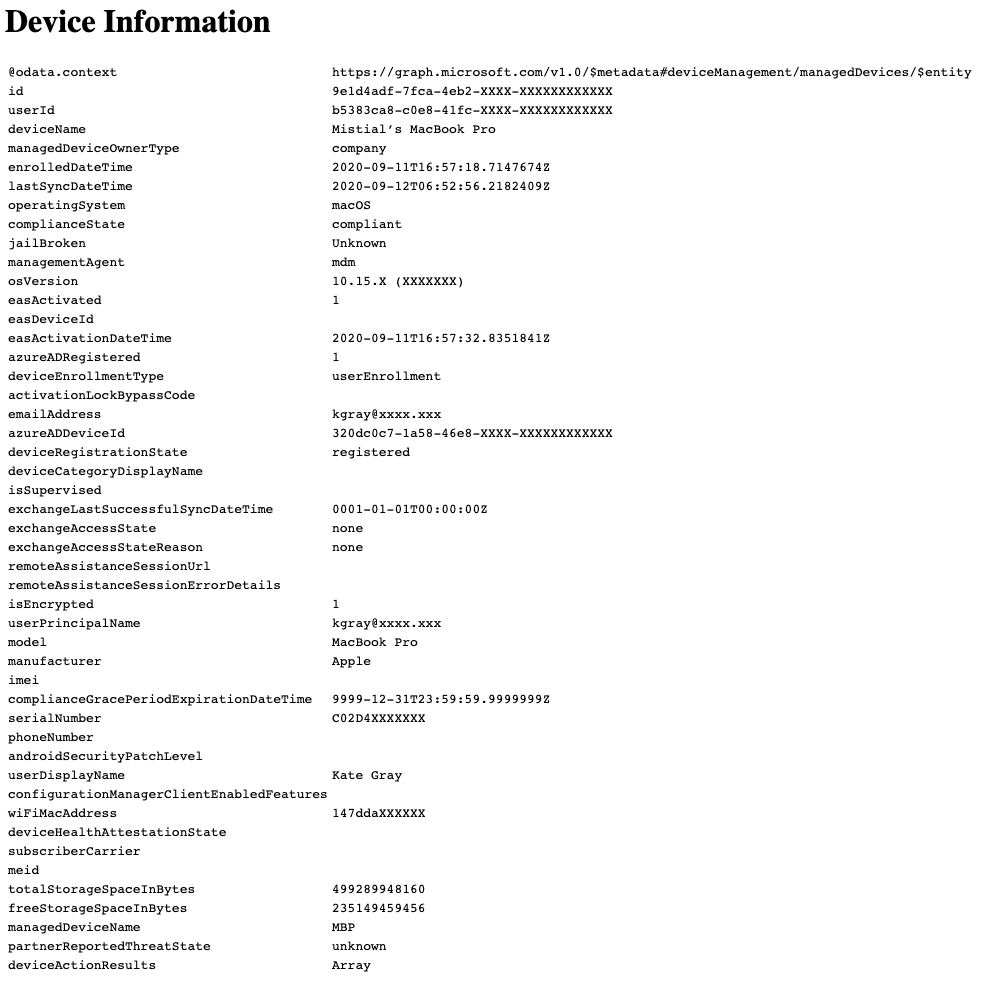 Device Information
@odata.context https://graph.microsoft.com/v1.0/$metadata#deviceManagement/managedDevices/$entity
id 9e1d4adf-7fca-4eb2-XXXX-XXXXXXXXXXXX
userId b5383ca8-c0e8-41fc-XXXX-XXXXXXXXXXXX
deviceName Mistial’s MacBook Pro
managedDeviceOwnerType company
enrolledDateTime 2020-09-11T16:57:18.7147674Z
lastSyncDateTime 2020-09-12T06:52:56.2182409Z
operatingSystem macOS
complianceState compliant
jailBroken Unknown
managementAgent mdm
osVersion 10.15.X (XXXXXXX)
easActivated 1
easDeviceId
easActivationDateTime 2020-09-11T16:57:32.8351841Z
azureADRegistered 1
deviceEnrollmentType userEnrollment
activationLockBypassCode
emailAddress kgray@xxxx.xxx
azureADDeviceId 320dc0c7-1a58-46e8-XXXX-XXXXXXXXXXXX
deviceRegistrationState registered
deviceCategoryDisplayName
isSupervised
exchangeLastSuccessfulSyncDateTime 0001-01-01T00:00:00Z
exchangeAccessState none
exchangeAccessStateReason none
remoteAssistanceSessionUrl
remoteAssistanceSessionErrorDetails
isEncrypted 1
userPrincipalName kgray@xxxx.xxx
model MacBook Pro
manufacturer Apple
imei
complianceGracePeriodExpirationDateTime 9999-12-31T23:59:59.9999999Z
serialNumber C02D4XXXXXXX
phoneNumber
androidSecurityPatchLevel
userDisplayName Kate Gray
configurationManagerClientEnabledFeatures
wiFiMacAddress 147ddaXXXXXX
deviceHealthAttestationState
subscriberCarrier
meid
totalStorageSpaceInBytes 499289948160
freeStorageSpaceInBytes 235149459456
managedDeviceName MBP
partnerReportedThreatState unknown
deviceActionResults Array